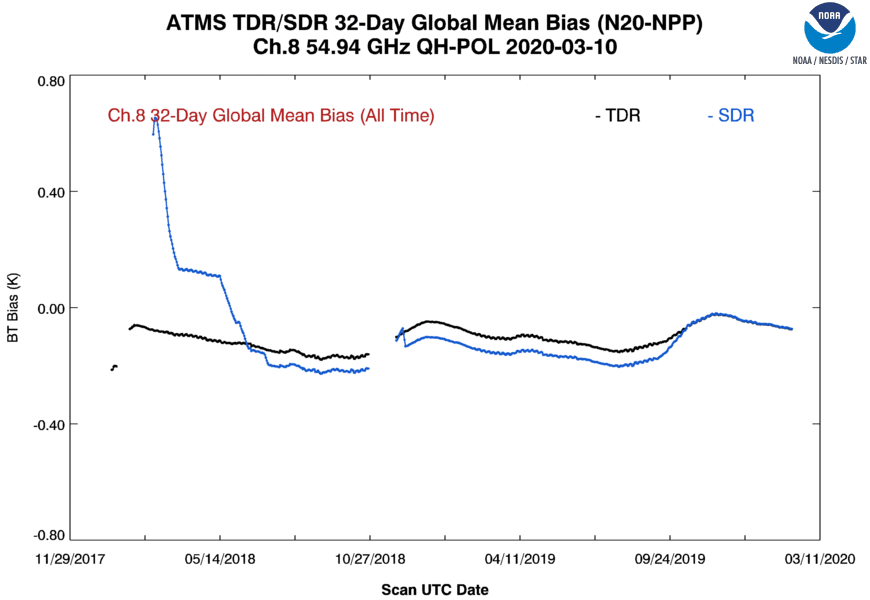 ATMS TDR/SDR 32-Day Global Mean Bias (N20-NPP)
Ch.8 54.94 GHz QH-POL 2020-03-10
NOAA
NOAA / NESDIS / STAR
Ch.8 32-Day Global Mean Bias (All Time)
- TDR
- SDR
0.80
0.40
0.00
-0.40
-0.80
BT Bias (K)
11/29/2017
05/14/2018
10/27/2018
04/11/2019
09/24/2019
03/11/2020
Scan UTC Date